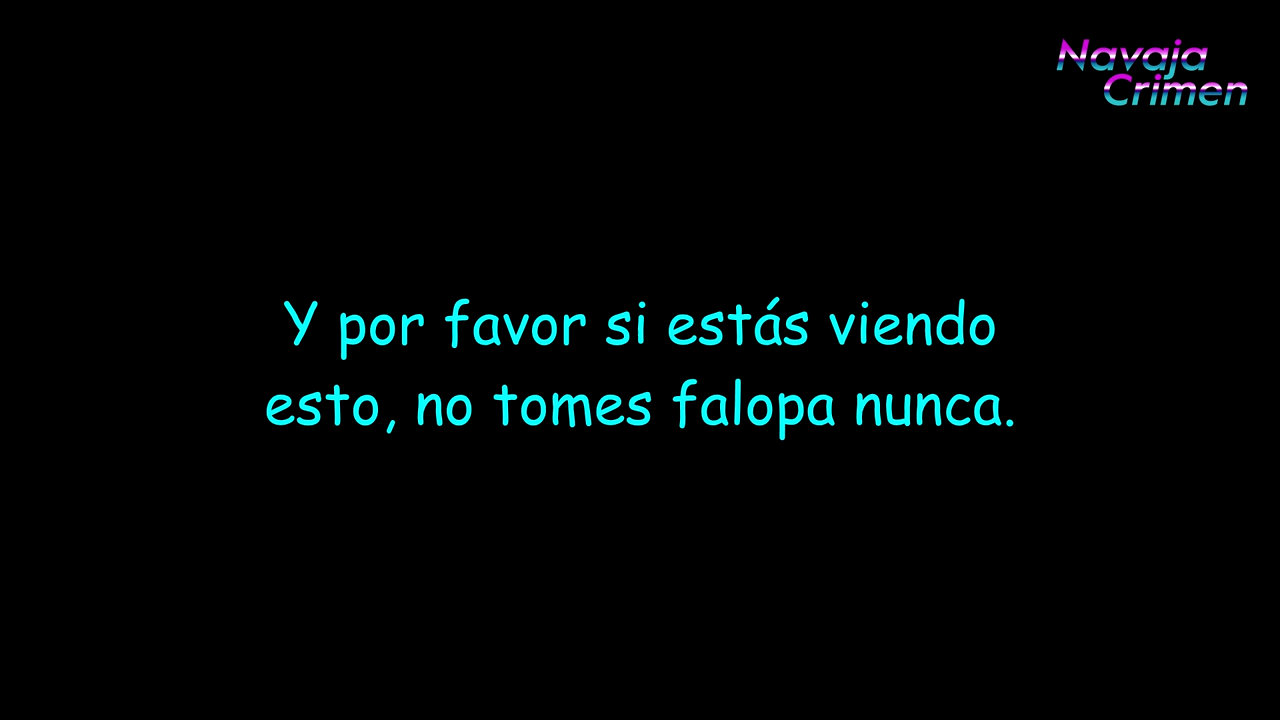 Navaja
Crimen
Y por favor si estás viendo
esto, no tomes falopa nunca.